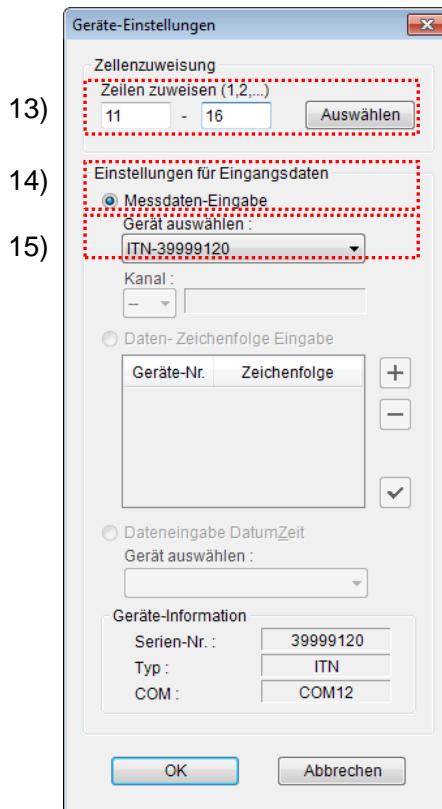 Geräte-Einstellungen
Zellenzuweisung
13)
Zeilen zuweisen (1,2,...)
11 - 16 Auswählen
14)
Einstellungen für Eingangsdaten
Messdaten-Eingabe
15)
Gerät auswählen :
ITN-39999120
Kanal :
--
Daten- Zeichenfolge Eingabe
Geräte-Nr. Zeichenfolge
Dateneingabe DatumZeit
Gerät auswählen :
Geräte-Information
Serien-Nr. : 39999120
Typ : ITN
COM : COM12
OK Abbrechen